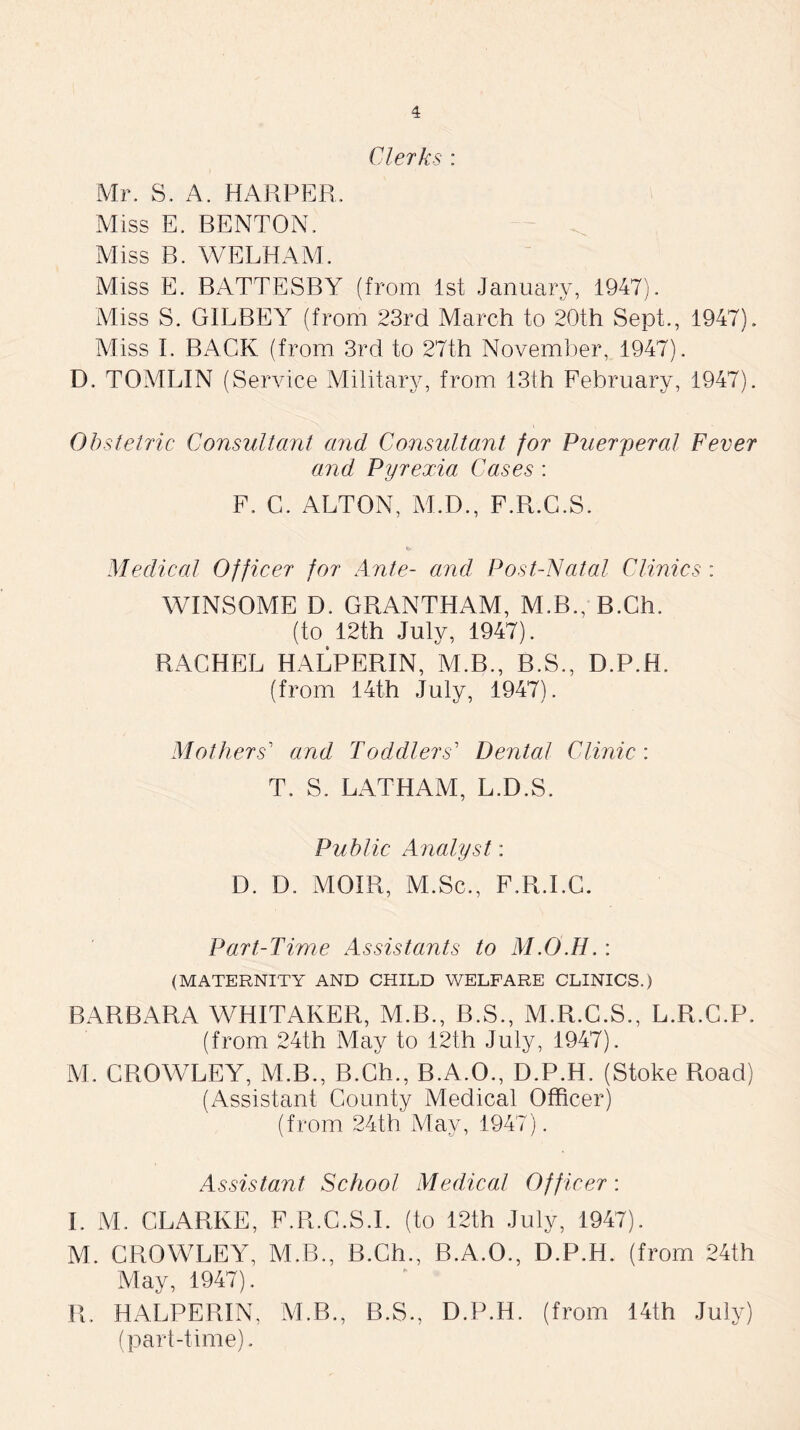 4
Clerks :
Mr. S. A. HARPER.
Miss E. BENTON.
Miss B. WELHAM.
Miss E. BATTESBY (from 1st January, 1947).
Miss S. GILBEY (from 23rd March to 20th Sept., 1947).
Miss I. BACK (from 3rd to 27th November, 1947).
D. TOMLIN (Service Military, from 13th February, 1947).
Obstetric Consultant and Consultant for Puerperal Fever
and Pyrexia Cases :
F. C. ALTON, M.D., F.R.C.S.
Medical Officer for Ante- and Post-Natal Clinics :
WINSOME D. GRANTHAM, M.B., B.Ch.
(to 12th July, 1947).
RACHEL HALPERIN, M.B., B.S., D.P.H.
(from 14th July, 1947).
Mothers' and Toddlers' Dental Clinic :
T. S. LATHAM, L.D.S.
Public Analyst :
D. D. MOIR, M.Sc., F.R.I.C.
Part-Time Assistants to M.O.H. :
(MATERNITY AND CHILD WELFARE CLINICS.)
BARBARA WHITAKER, M.B., B.S., M.R.C.S., L.R.C.P.
(from 24th May to 12th July, 1947).
M. CROWLEY, M.B., B.Ch., B.A.O., D.P.H. (Stoke Road)
(Assistant County Medical Officer)
(from 24th May, 1947).
Assistant School Medical Officer :
I. M. CLARKE, F.R.C.S.I. (to 12th July, 1947).
M. CROWLEY, M.B., B.Ch., B.A.O., D.P.H. (from 24th
May, 1947).
R. HALPERIN, M.B., B.S., D.P.H. (from 14th July)
(part-time).